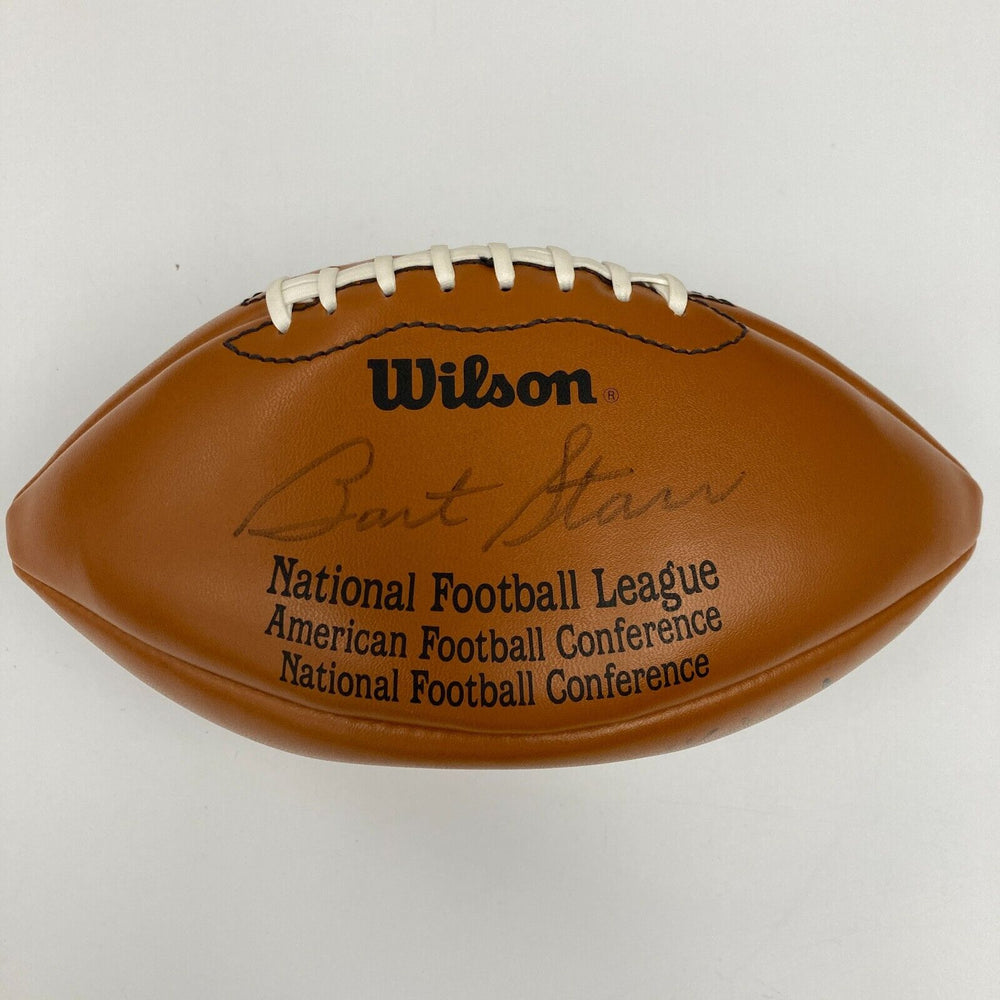 Wilson ®
Bart Starr
National Football League
American Football Conference
National Football Conference